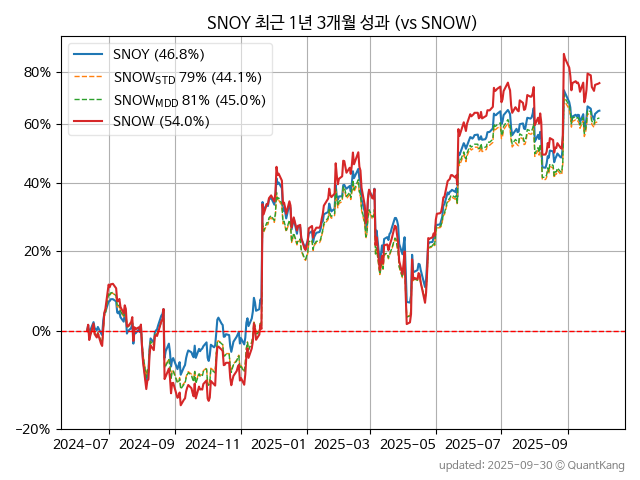 SNOY 최근 1년 3개월 성과 (vs SNOW)
SNOY (46.8%)
SNOW_STD 79% (44.1%)
SNOW_MDD 81% (45.0%)
SNOW (54.0%)
80%
60%
40%
20%
0%
−20%
2024-07 2024-09 2024-11 2025-01 2025-03 2025-05 2025-07 2025-09
updated: 2025-09-30 © QuantKang